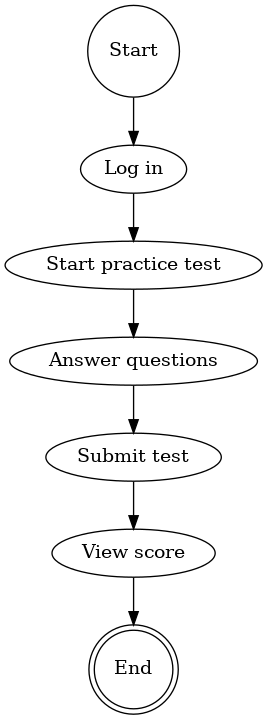 Start
Log in
Start practice test
Answer questions
Submit test
View score
End